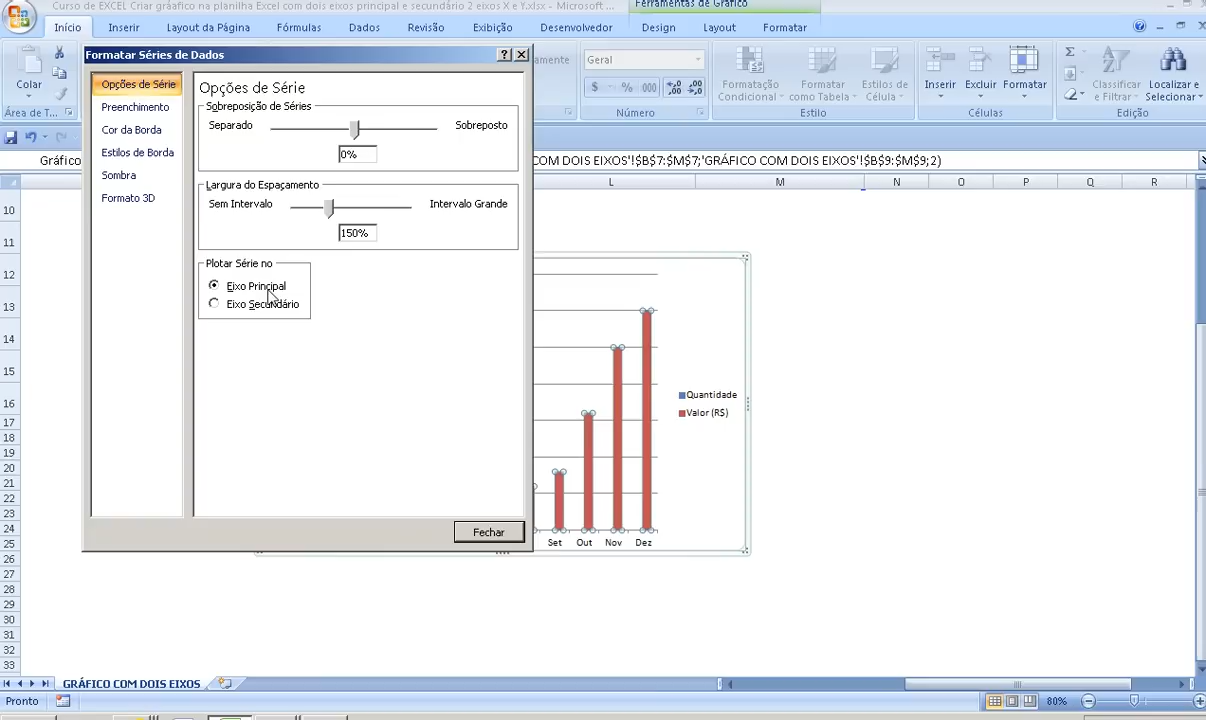 Curso de EXCEL Criar gráafico na planilha Excel com dois eixos principal e secundário 2 eixos X e Y.xlsx - Microsoft ...
Ferramentas de Gráfico
Início Inserir Layout da Página Fórmulas Dados Revisão Exibição Desenvolvedor Design Layout Formatar
Formatar Séries de Dados
Colar
Área de T...
Geral
$ % 000
Número
Formatação Condicional
Formatar como Tabela
Estilos de Célula
Estilo
Inserir Excluir Formatar
Células
Classificar e Filtrar
Localizar e Selecionar
Edição
Gráfico
COM DOIS EIXOS'!$B$7:$M$7;'GRÁFICO COM DOIS EIXOS'!$B$9:$M$9;2)
L M N O P Q R
Opções de Série
Preenchimento
Cor da Borda
Estilos de Borda
Sombra
Formato 3D
Opções de Série
Sobreposição de Séries
Separado Sobreposto
0%
Largura do Espaçamento
Sem Intervalo Intervalo Grande
150%
Plotar Série no
Eixo Principal
Eixo Secundário
Fechar
10
11
12
13
14
15
16
17
18
19
20
21
22
23
24
25
26
27
28
29
30
31
32
33
Quantidade
Valor (R$)
Set Out Nov Dez
GRÁFICO COM DOIS EIXOS
Pronto
80%